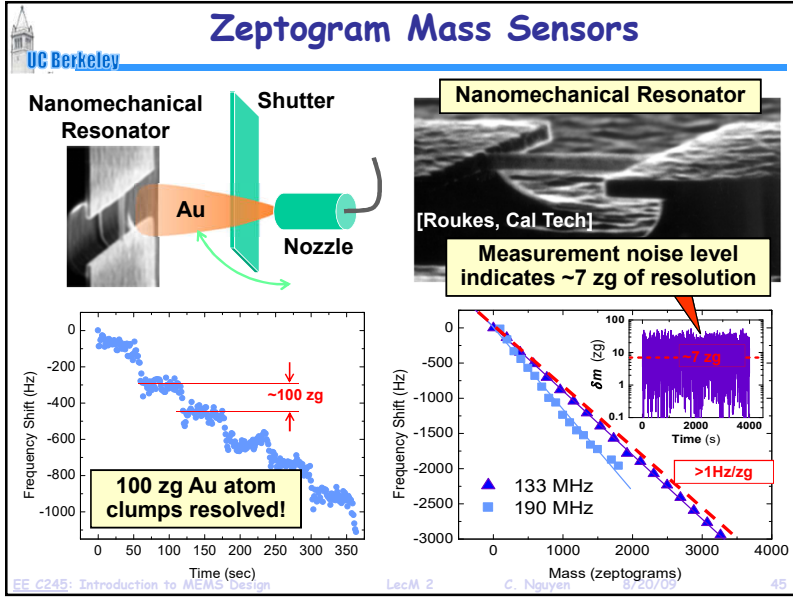 Zeptogram Mass Sensors
UC Berkeley
Nanomechanical
Resonator
Shutter
Au
Nozzle
Nanomechanical Resonator
[Roukes, Cal Tech]
Measurement noise level
indicates ~7 zg of resolution
0
-200
-400
-600
-800
-1000
Frequency Shift (Hz)
~100 zg
100 zg Au atom
clumps resolved!
0 50 100 150 200 250 300 350
Time (sec)
0
-500
-1000
-1500
-2000
-2500
-3000
Frequency Shift (Hz)
100
10
1
0.1
δm (zg)
~7 zg
0 2000 4000
Time (s)
>1Hz/zg
133 MHz
190 MHz
0 1000 2000 3000 4000
Mass (zeptograms)
EE C245: Introduction to MEMS Design LecM 2 C. Nguyen 8/20/09 45